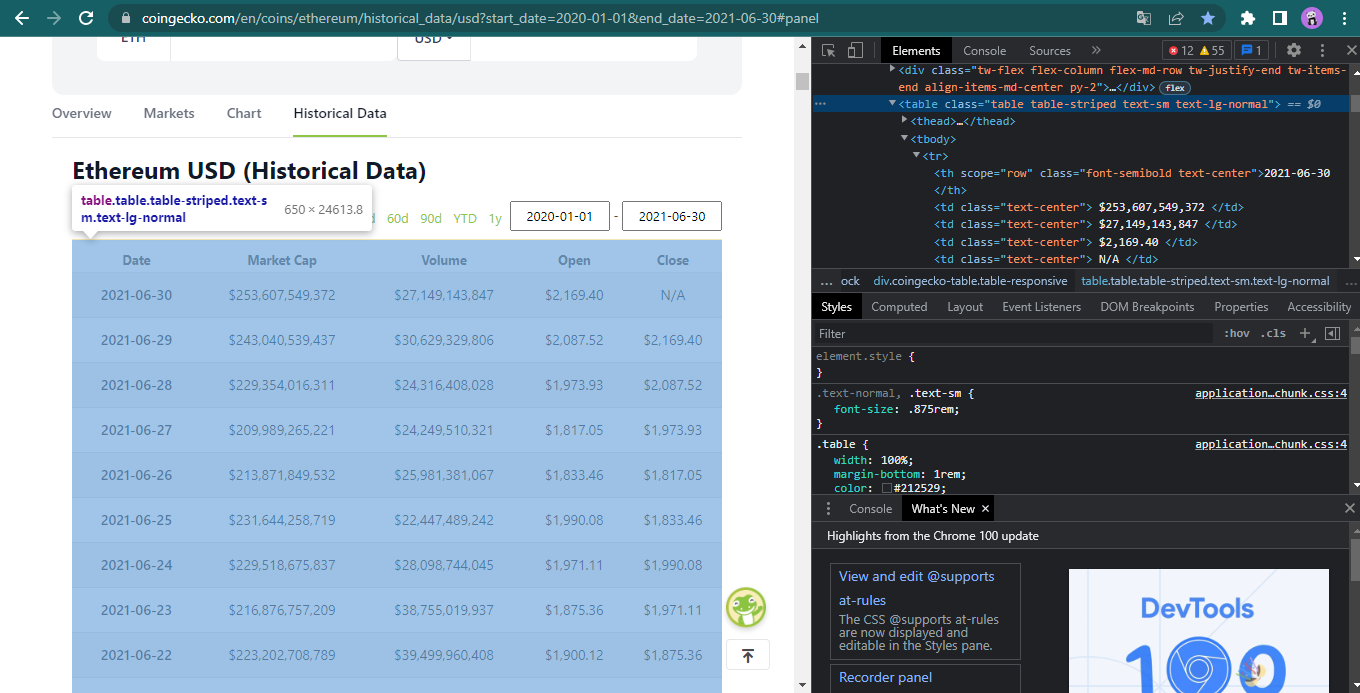 coingecko.com/en/coins/ethereum/historical_data/usd?start_date=2020-01-01&end_date=2021-06-30#panel
ETH USD
Overview Markets Chart Historical Data
Ethereum USD (Historical Data)
table.table.table-striped.text-s
m.text-lg-normal
650 × 24613.8
60d 90d YTD 1y 2020-01-01 - 2021-06-30
Date Market Cap Volume Open Close
2021-06-30 $253,607,549,372 $27,149,143,847 $2,169.40 N/A
2021-06-29 $243,040,539,437 $30,629,329,806 $2,087.52 $2,169.40
2021-06-28 $229,354,016,311 $24,316,408,028 $1,973.93 $2,087.52
2021-06-27 $209,989,265,221 $24,249,510,321 $1,817.05 $1,973.93
2021-06-26 $213,871,849,532 $25,981,381,067 $1,833.46 $1,817.05
2021-06-25 $231,644,258,719 $22,447,489,242 $1,990.08 $1,833.46
2021-06-24 $229,518,675,837 $28,098,744,045 $1,971.11 $1,990.08
2021-06-23 $216,876,757,209 $38,755,019,937 $1,875.36 $1,971.11
2021-06-22 $223,202,708,789 $39,499,960,408 $1,900.12 $1,875.36
Elements Console Sources » 12 55 1
<div class="tw-flex flex-column flex-md-row tw-justify-end tw-items-
end align-items-md-center py-2">…</div> flex
… <table class="table table-striped text-sm text-lg-normal"> == $0
<thead>…</thead>
<tbody>
<tr>
<th scope="row" class="font-semibold text-center">2021-06-30
</th>
<td class="text-center"> $253,607,549,372 </td>
<td class="text-center"> $27,149,143,847 </td>
<td class="text-center"> $2,169.40 </td>
<td class="text-center"> N/A </td>
… ock div.coingecko-table.table-responsive table.table.table-striped.text-sm.text-lg-normal …
Styles Computed Layout Event Listeners DOM Breakpoints Properties Accessibility
Filter :hov .cls +
element.style {
}
.text-normal, .text-sm { application…chunk.css:4
font-size: .875rem;
}
.table { application…chunk.css:4
width: 100%;
margin-bottom: 1rem;
color: #212529;
Console What's New ×
Highlights from the Chrome 100 update
View and edit @supports
at-rules
The CSS @supports at-rules
are now displayed and
editable in the Styles pane.
Recorder panel
DevTools
100